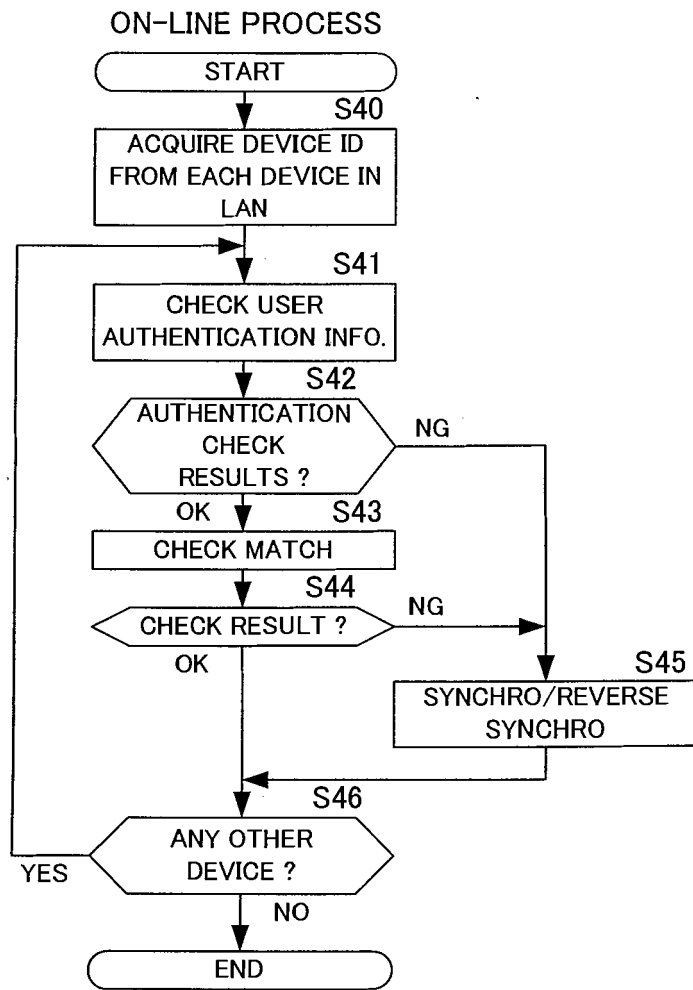 ON-LINE PROCESS
START
S40
ACQUIRE DEVICE ID
FROM EACH DEVICE IN
LAN
S41
CHECK USER
AUTHENTICATION INFO.
S42
AUTHENTICATION
CHECK
RESULTS ?
NG
OK
S43
CHECK MATCH
S44
CHECK RESULT ?
NG
OK
S45
SYNCHRO/REVERSE
SYNCHRO
S46
ANY OTHER
DEVICE ?
YES
NO
END